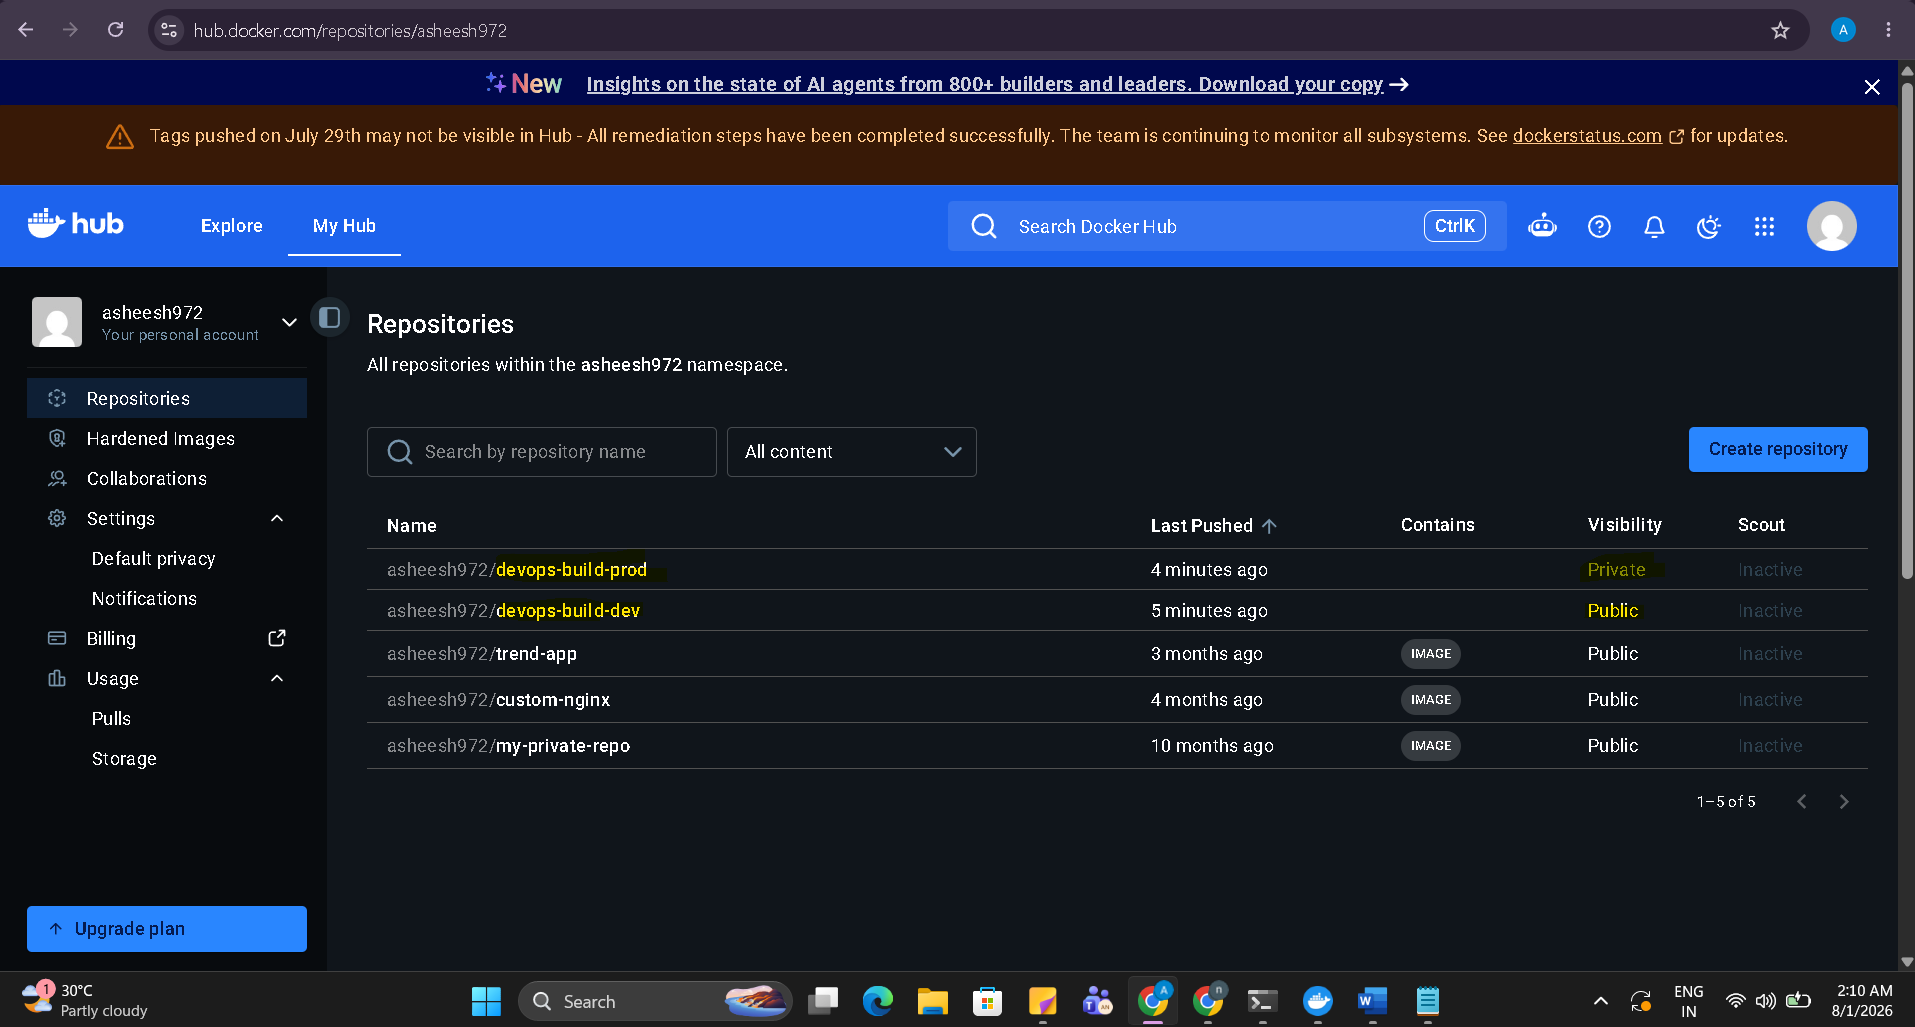 hub.docker.com/repositories/asheesh972
A
New Insights on the state of AI agents from 800+ builders and leaders. Download your copy →
Tags pushed on July 29th may not be visible in Hub - All remediation steps have been completed successfully. The team is continuing to monitor all subsystems. See dockerstatus.com for updates.
hub
Explore
My Hub
Search Docker Hub
CtrlK
asheesh972
Your personal account
Repositories
Hardened Images
Collaborations
Settings
Default privacy
Notifications
Billing
Usage
Pulls
Storage
Upgrade plan
Repositories
All repositories within the asheesh972 namespace.
Search by repository name
All content
Create repository
Name Last Pushed Contains Visibility Scout
asheesh972/devops-build-prod 4 minutes ago Private Inactive
asheesh972/devops-build-dev 5 minutes ago Public Inactive
asheesh972/trend-app 3 months ago IMAGE Public Inactive
asheesh972/custom-nginx 4 months ago IMAGE Public Inactive
asheesh972/my-private-repo 10 months ago IMAGE Public Inactive
1–5 of 5
1
30°C
Partly cloudy
Search
T
AN
A
n
W
ENG
IN
2:10 AM
8/1/2026